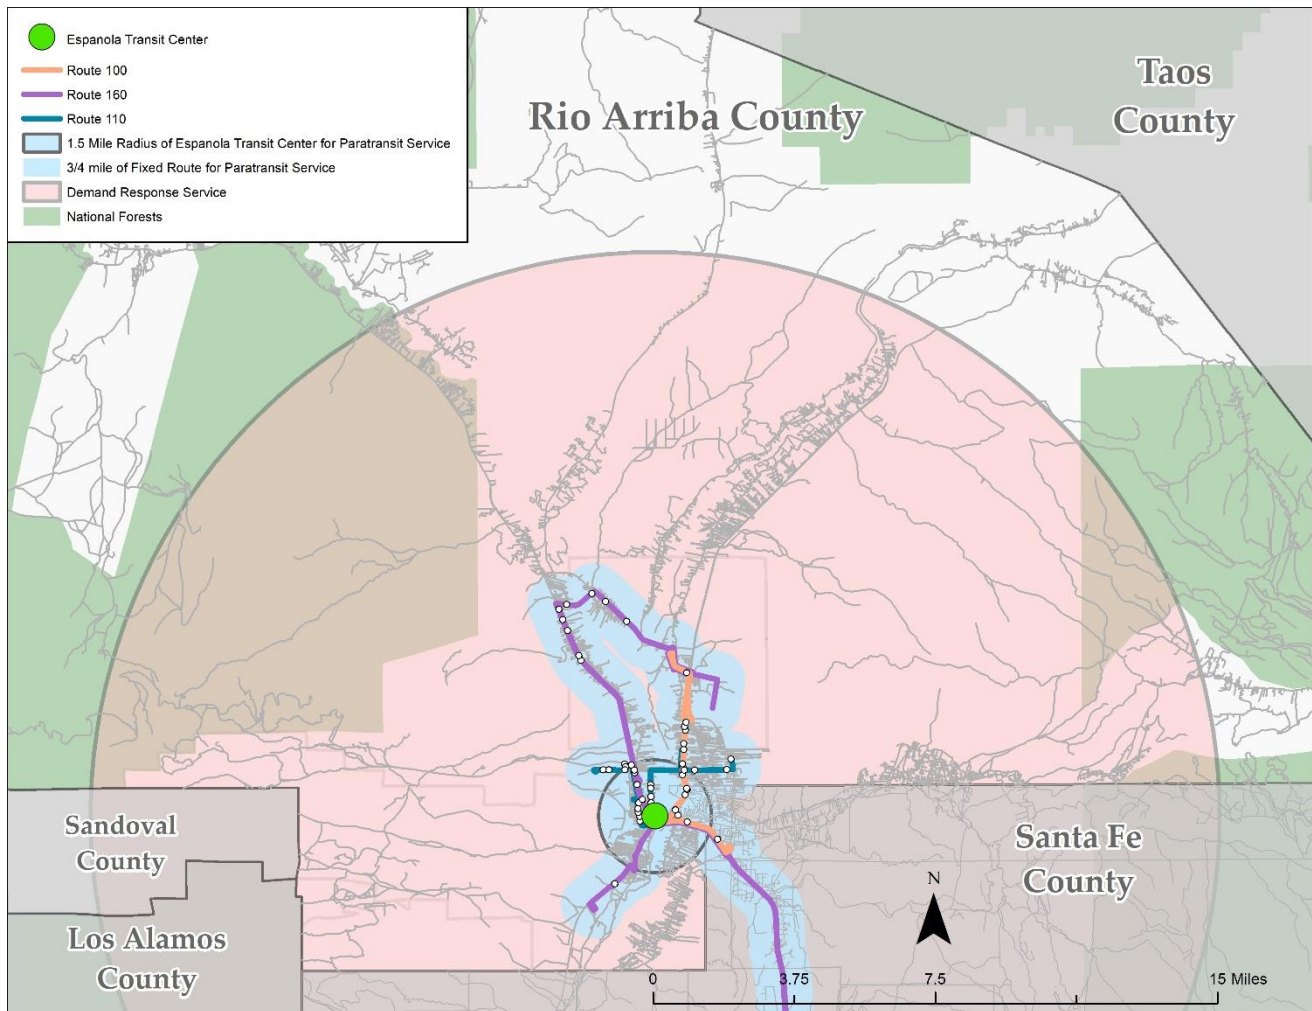 Espanola Transit Center
Route 100
Route 160
Route 110
1.5 Mile Radius of Espanola Transit Center for Paratransit Service
3/4 mile of Fixed Route for Paratransit Service
Demand Response Service
National Forests
Rio Arriba County
Taos
County
Sandoval
County
Santa Fe
County
Los Alamos
County
N
0
3.75
7.5
15 Miles